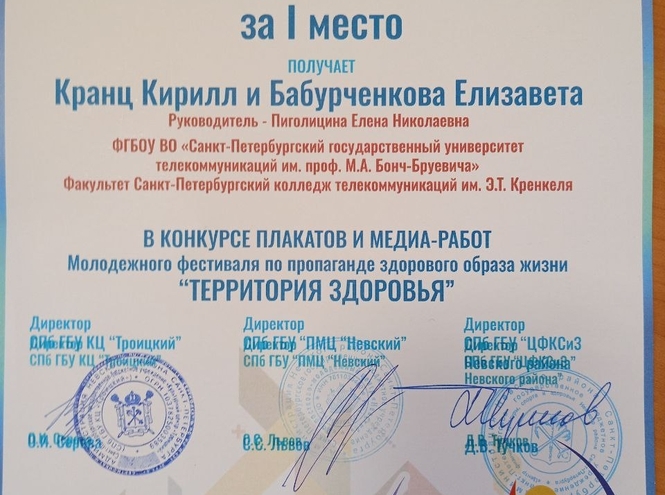 за I место
ПОЛУЧАЕТ
Кранц Кирилл и Бабурченкова Елизавета
Руководитель - Пиголицина Елена Николаевна
ФГБОУ ВО «Санкт-Петербургский государственный университет
телекоммуникаций им. проф. М.А. Бонч-Бруевича»
Факультет Санкт-Петербургский колледж телекоммуникаций им. Э.Т. Кренкеля
В КОНКУРСЕ ПЛАКАТОВ И МЕДИА-РАБОТ
Молодежного фестиваля по пропаганде здорового образа жизни
“ТЕРРИТОРИЯ ЗДОРОВЬЯ”
Директор
СПб ГБУ КЦ “Троицкий”
Директор
СПб ГБУ “ПМЦ “Невский”
Директор
СПб ГБУ “ЦФКСиЗ
Невского района”
С.С. Львов
Д.В. Тучков